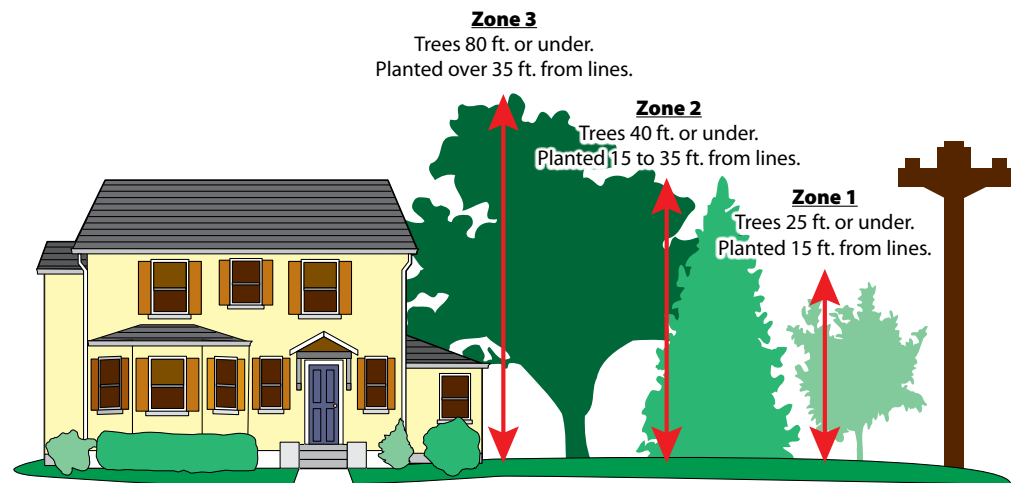 Zone 3
Trees 80 ft. or under.
Planted over 35 ft. from lines.
Zone 2
Trees 40 ft. or under.
Planted 15 to 35 ft. from lines.
Zone 1
Trees 25 ft. or under.
Planted 15 ft. from lines.